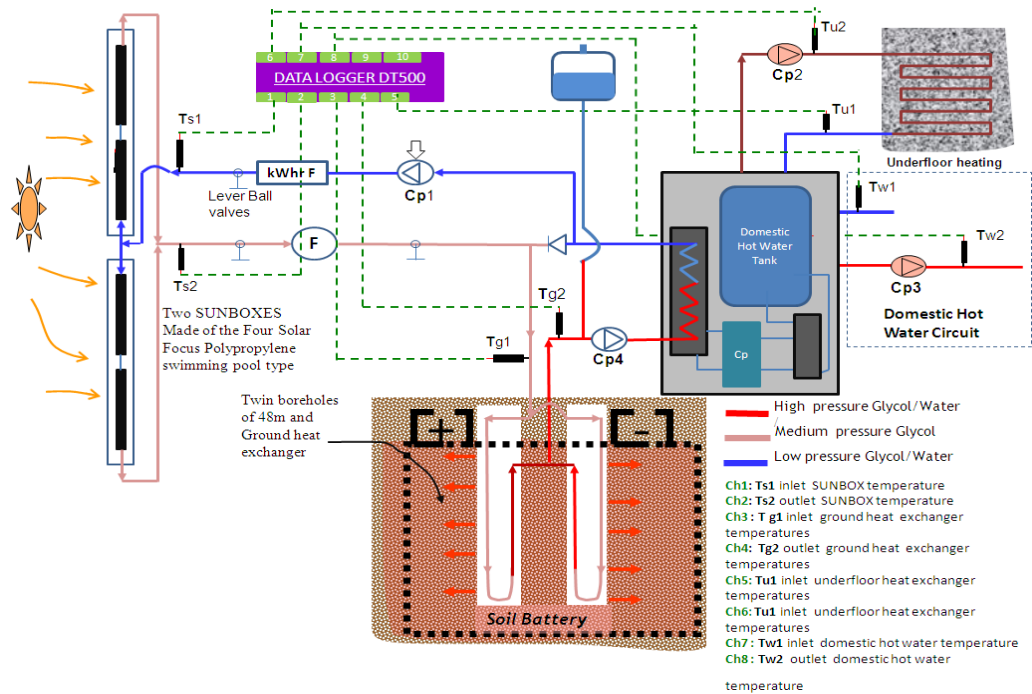 6 7 8 9 10
DATA LOGGER DT500
1 2 3 4 5
Ts1
Lever Ball
valves
kWhr F
Cp1
F
Ts2
Two SUNBOXES
Made of the Four Solar
Focus Polypropylene
swimming pool type
Tg1
Tg2
Cp4
Twin boreholes
of 48m and
Ground heat
exchanger
+
-
Soil Battery
Tu2
Cp2
Tu1
Underfloor heating
Tw1
Tw2
Cp3
Domestic Hot
Water Circuit
Domestic
Hot Water
Tank
Cp
High pressure Glycol/Water
/
Medium pressure Glycol
Low pressure Glycol/Water
Ch1: Ts1 inlet SUNBOX temperature
Ch2: Ts2 outlet SUNBOX temperature
Ch3 : T g1 inlet ground heat exchanger
temperatures
Ch4: Tg2 outlet ground heat exchanger
temperatures
Ch5: Tu1 inlet underfloor heat exchanger
temperatures
Ch6: Tu1 inlet underfloor heat exchanger
temperatures
Ch7 : Tw1 inlet domestic hot water temperature
Ch8 : Tw2 outlet domestic hot water
temperature